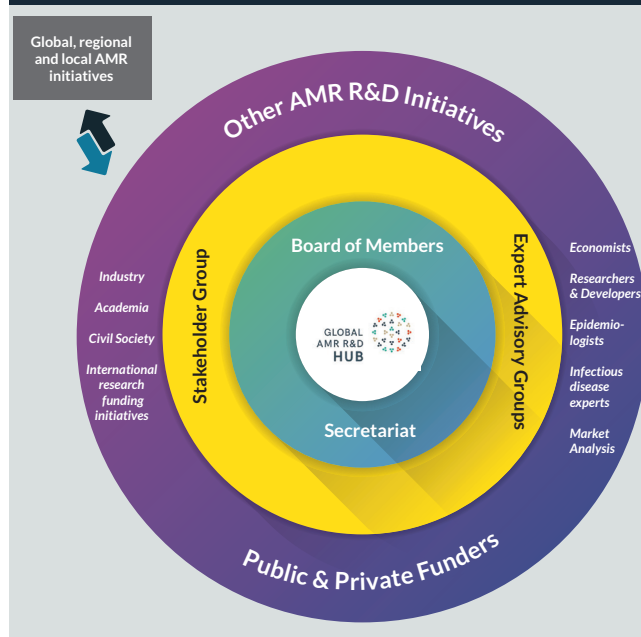 Global, regional
and local AMR
initiatives
Other AMR R&D Initiatives
Board of Members
Stakeholder Group
Expert Advisory Groups
Industry
Academia
Civil Society
International
research
funding
initiatives
GLOBAL
AMR R&D
HUB
Economists
Researchers
& Developers
Epidemio-
logists
Infectious
disease
experts
Market
Analysis
Secretariat
Public & Private Funders